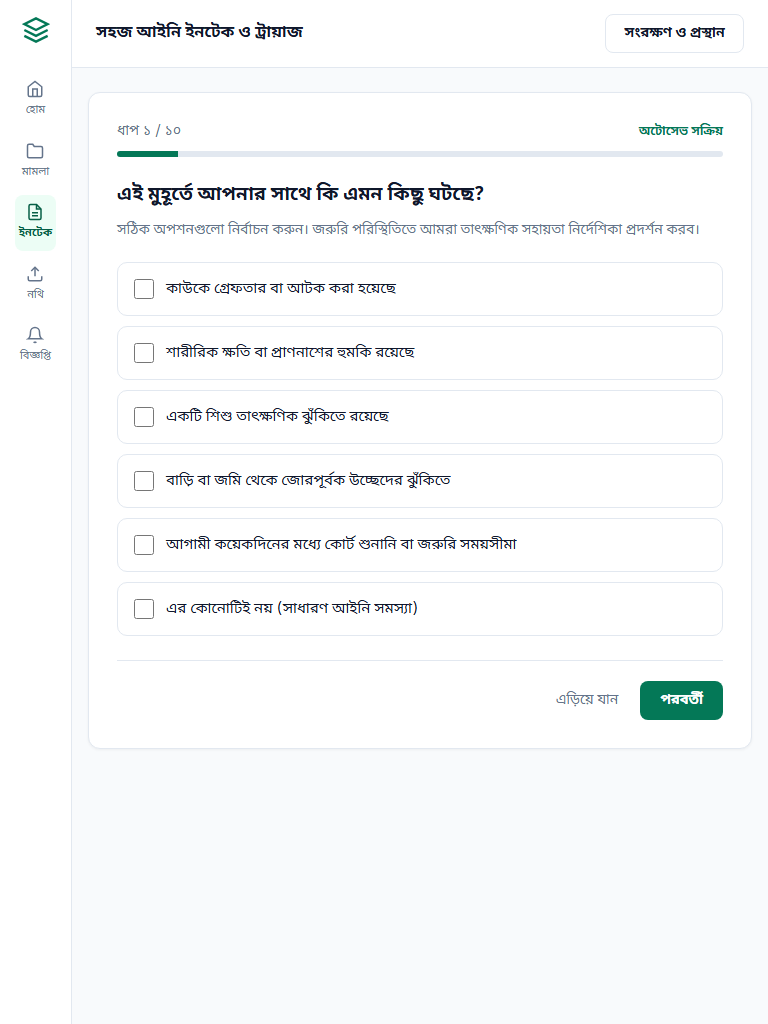 সহজ আইনি ইনটেক ও ট্রায়াজ
সংরক্ষণ ও প্রস্থান
হোম
মামলা
ইনটেক
নথি
বিজ্ঞপ্তি
ধাপ ১ / ১০
অটোসেভ সক্রিয়
এই মুহূর্তে আপনার সাথে কি এমন কিছু ঘটছে?
সঠিক অপশনগুলো নির্বাচন করুন। জরুরি পরিস্থিতিতে আমরা তাৎক্ষণিক সহায়তা নির্দেশিকা প্রদর্শন করব।
কাউকে গ্রেফতার বা আটক করা হয়েছে
শারীরিক ক্ষতি বা প্রাণনাশের হুমকি রয়েছে
একটি শিশু তাৎক্ষণিক ঝুঁকিতে রয়েছে
বাড়ি বা জমি থেকে জোরপূর্বক উচ্ছেদের ঝুঁকিতে
আগামী কয়েকদিনের মধ্যে কোর্ট শুনানি বা জরুরি সময়সীমা
এর কোনোটিই নয় (সাধারণ আইনি সমস্যা)
এড়িয়ে যান
পরবর্তী